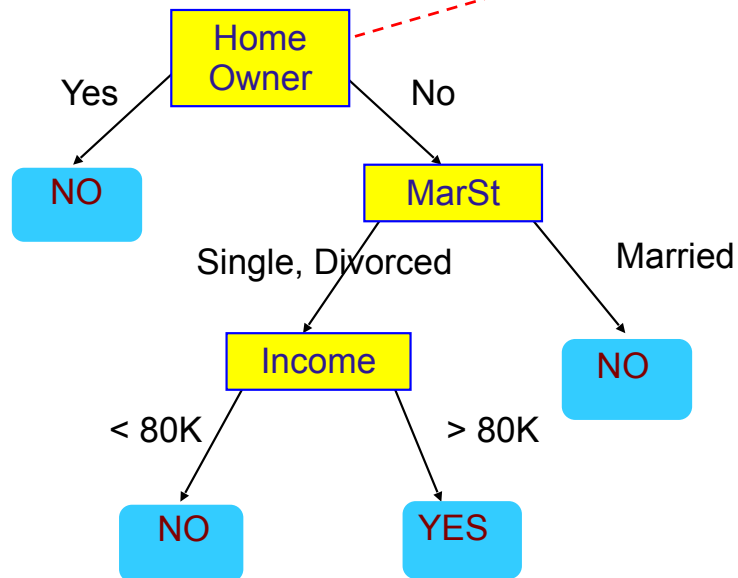 Home
Owner
Yes
No
NO
MarSt
Single, Divorced
Married
Income
NO
< 80K
> 80K
NO
YES